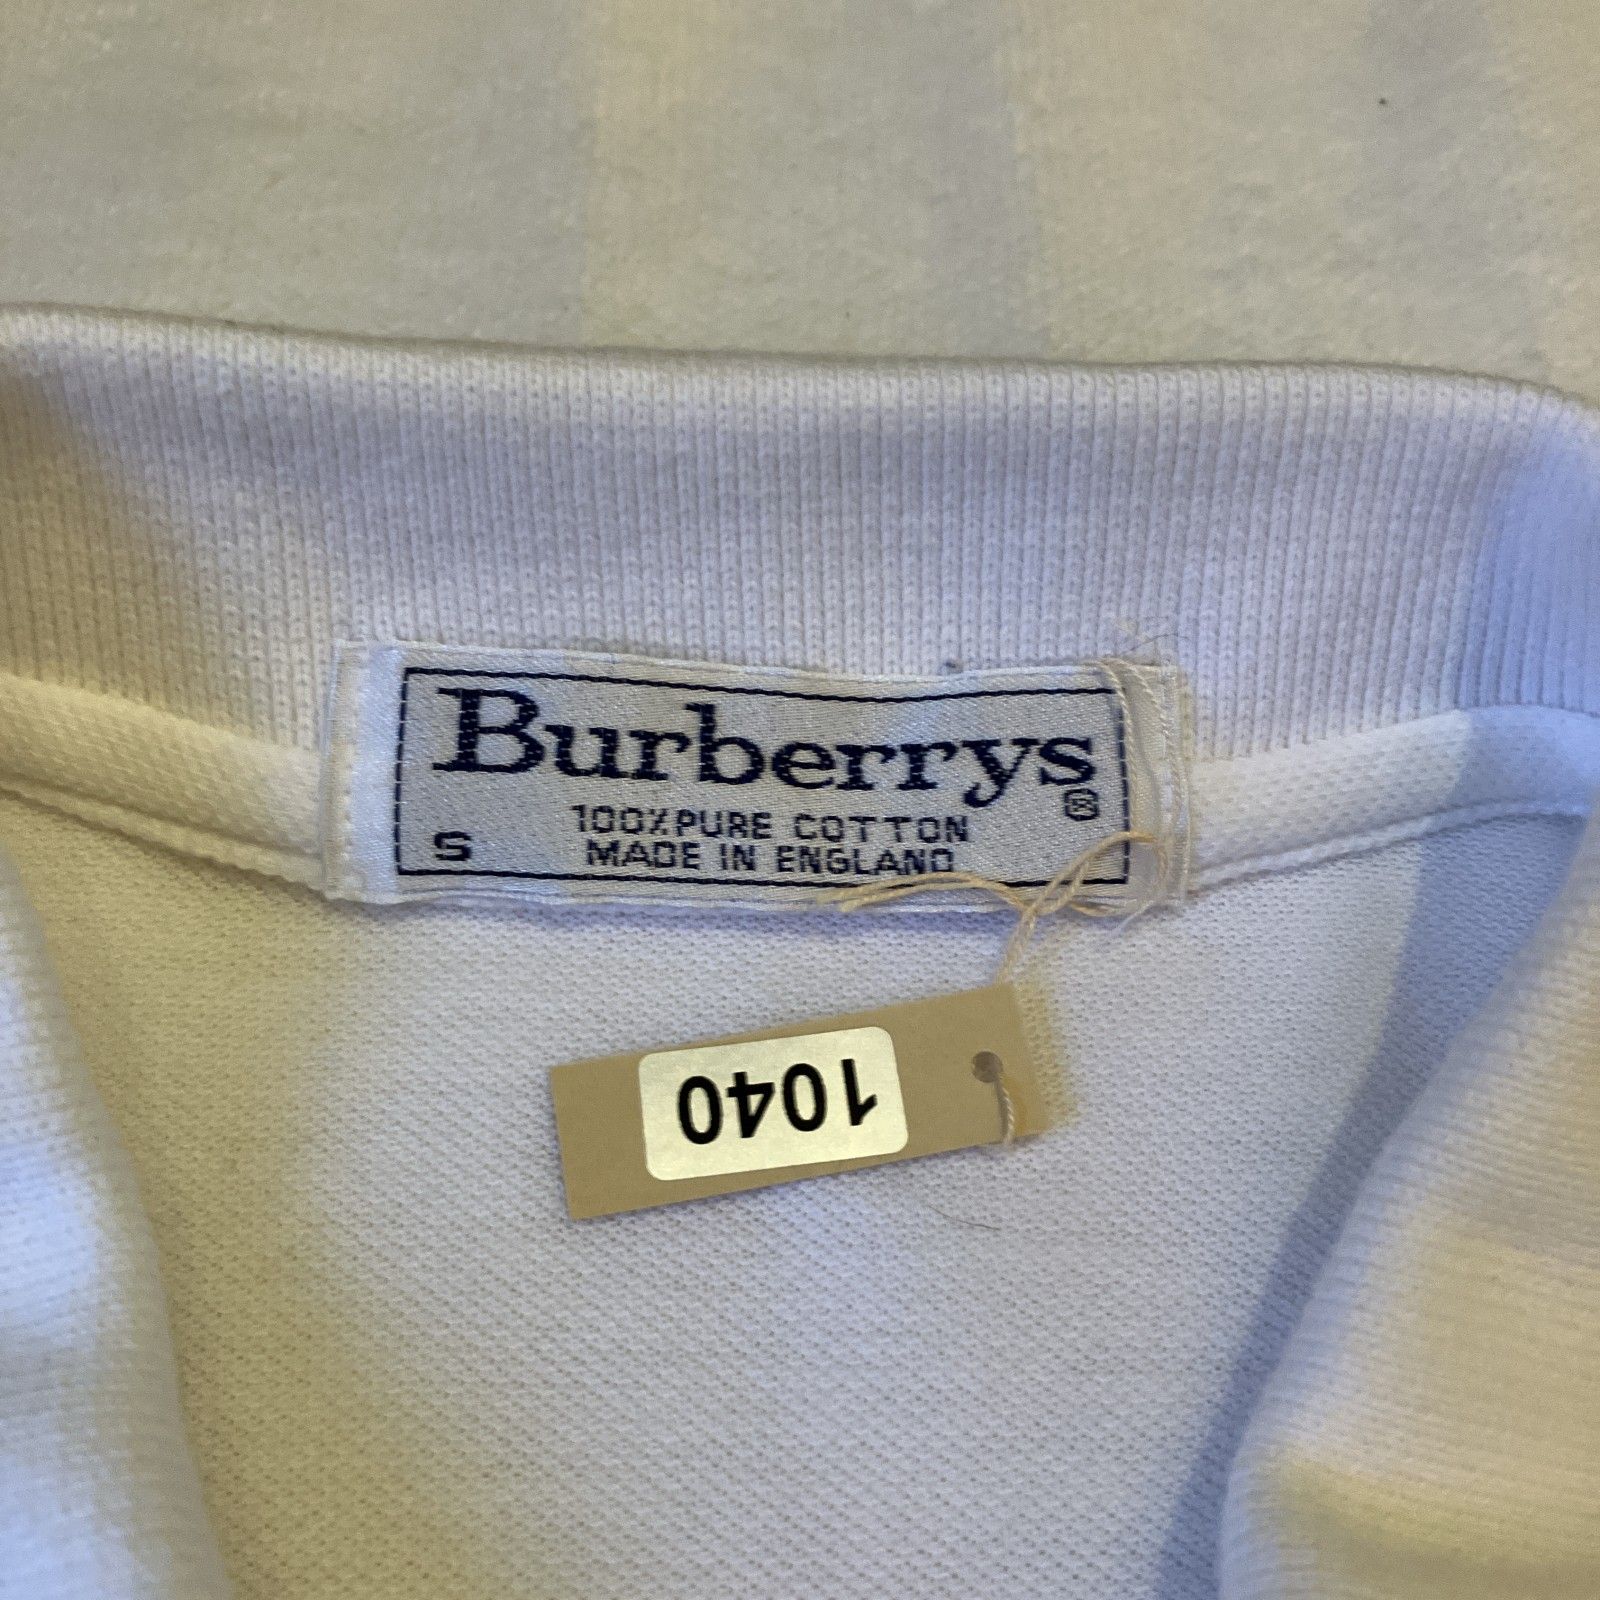 Burberrys®
100% PURE COTTON
S MADE IN ENGLAND
1040